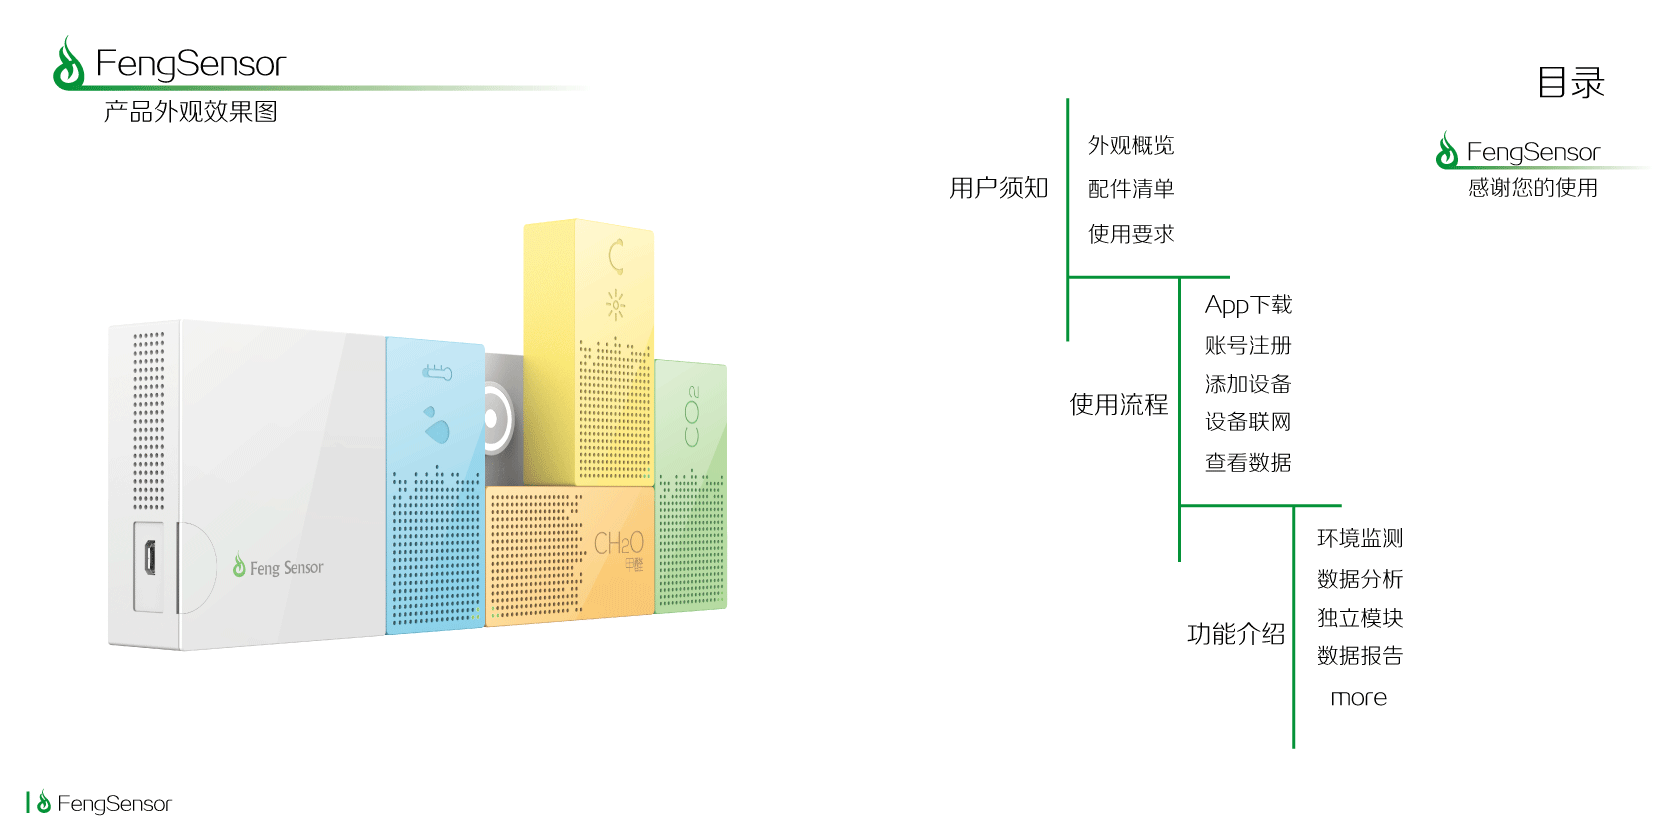 FengSensor
产品外观效果图
CO2
CH2O
甲醛
Feng Sensor
FengSensor
目录
FengSensor
感谢您的使用
用户须知
外观概览
配件清单
使用要求
使用流程
App下载
账号注册
添加设备
设备联网
查看数据
功能介绍
环境监测
数据分析
独立模块
数据报告
more